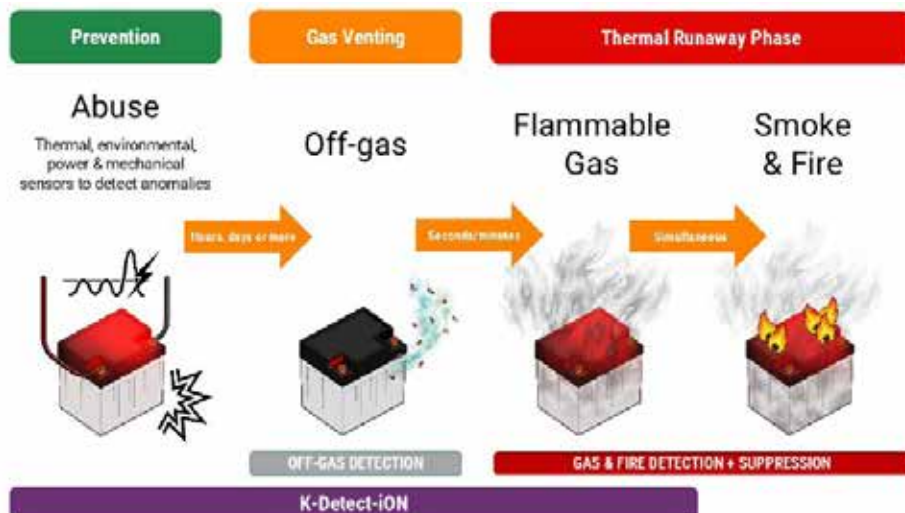 Prevention
Gas Venting
Thermal Runaway Phase
Abuse
Thermal, environmental,
power & mechanical
sensors to detect anomalies
Off-gas
Flammable
Gas
Smoke
& Fire
Hours, days or more
Seconds/minutes
Simultaneous
OFF-GAS DETECTION
GAS & FIRE DETECTION + SUPPRESSION
K-Detect-iON